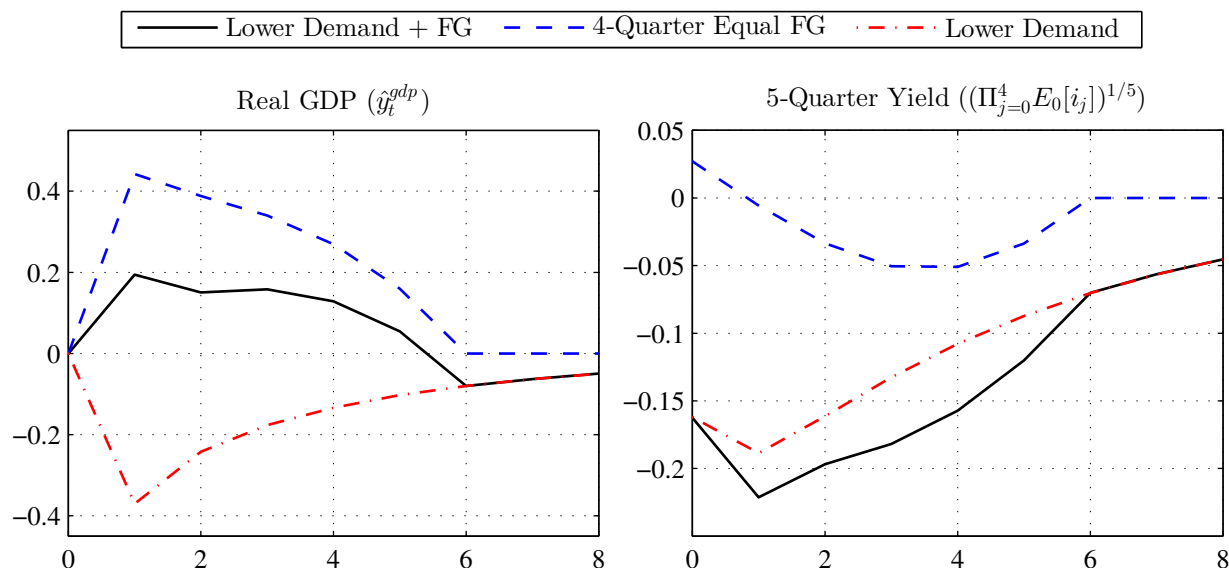 Lower Demand + FG 4-Quarter Equal FG Lower Demand
Real GDP ($\hat{y}_t^{gdp}$)
0.4
0.2
0
−0.2
−0.4
0 2 4 6 8
5-Quarter Yield ($(\Pi_{j=0}^{4} E_0[i_j])^{1/5}$)
0.05
0
−0.05
−0.1
−0.15
−0.2
0 2 4 6 8